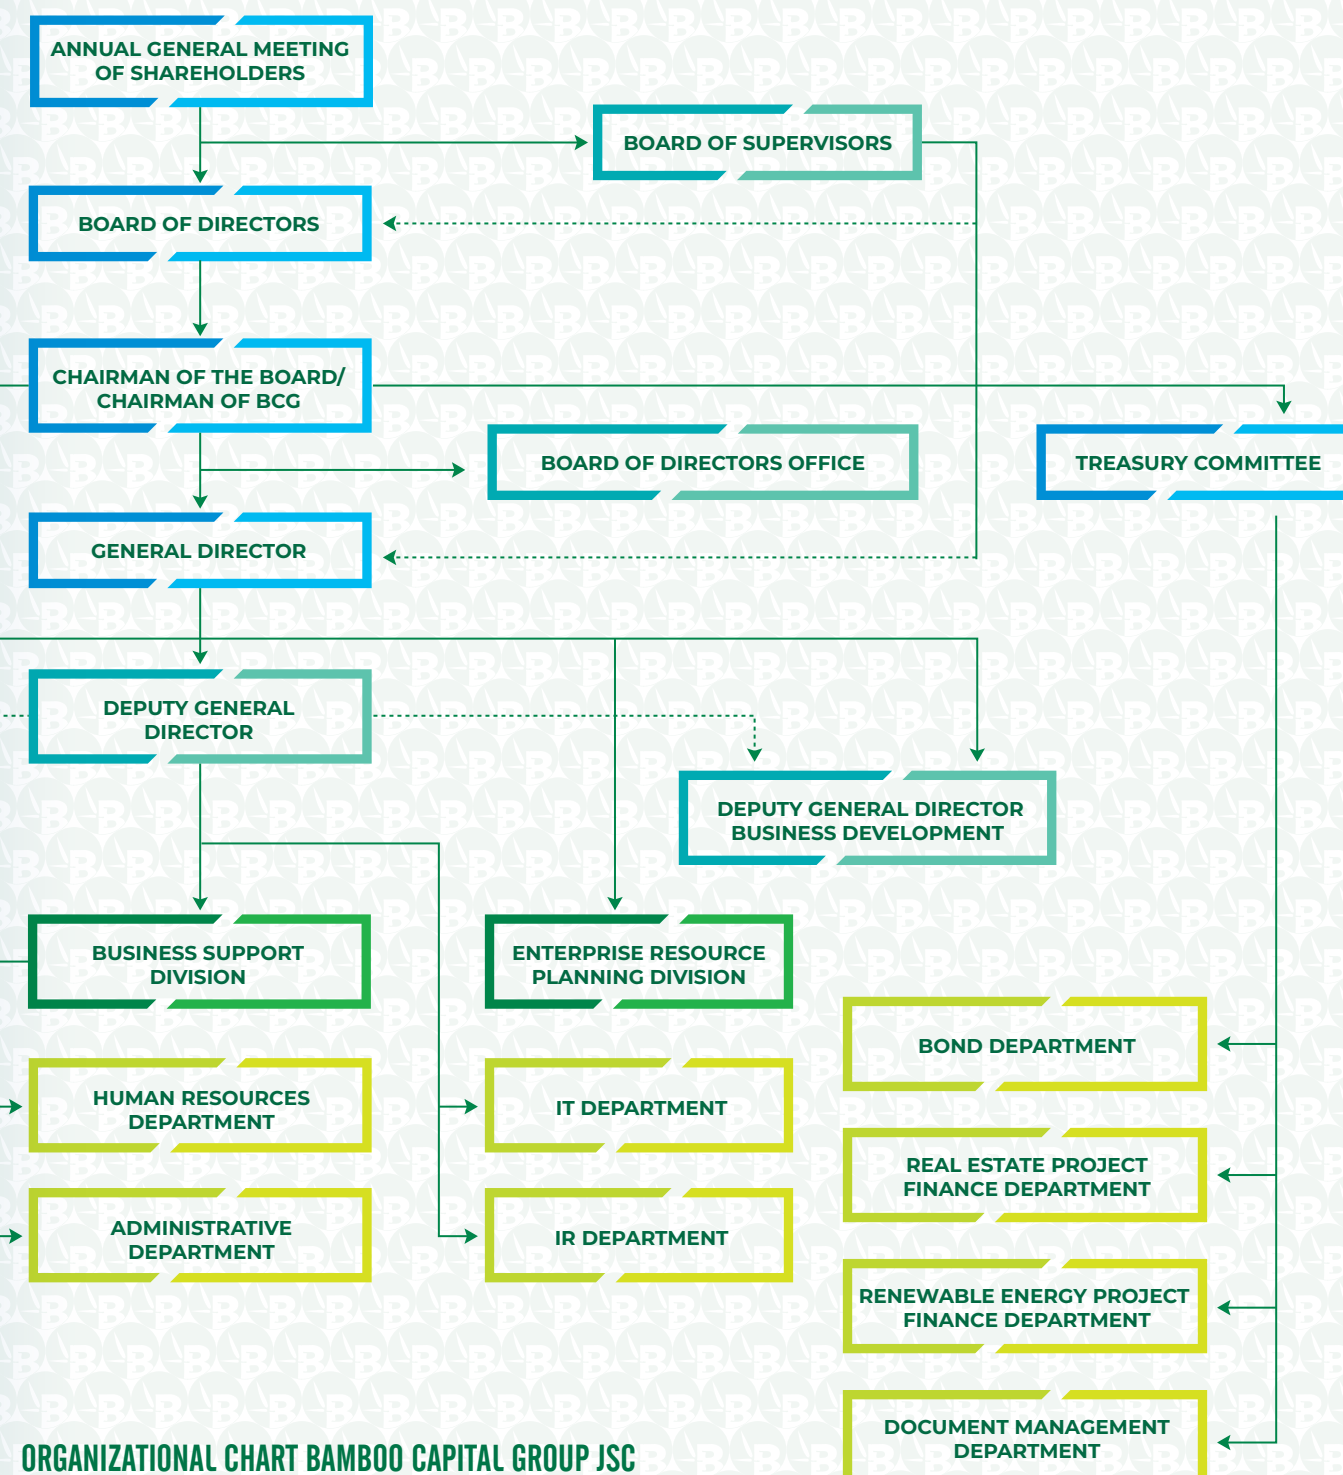 ANNUAL GENERAL MEETING
OF SHAREHOLDERS
BOARD OF SUPERVISORS
BOARD OF DIRECTORS
CHAIRMAN OF THE BOARD/
CHAIRMAN OF BCG
BOARD OF DIRECTORS OFFICE
TREASURY COMMITTEE
GENERAL DIRECTOR
DEPUTY GENERAL
DIRECTOR
DEPUTY GENERAL DIRECTOR
BUSINESS DEVELOPMENT
BUSINESS SUPPORT
DIVISION
ENTERPRISE RESOURCE
PLANNING DIVISION
BOND DEPARTMENT
HUMAN RESOURCES
DEPARTMENT
IT DEPARTMENT
REAL ESTATE PROJECT
FINANCE DEPARTMENT
ADMINISTRATIVE
DEPARTMENT
IR DEPARTMENT
RENEWABLE ENERGY PROJECT
FINANCE DEPARTMENT
DOCUMENT MANAGEMENT
DEPARTMENT
ORGANIZATIONAL CHART BAMBOO CAPITAL GROUP JSC